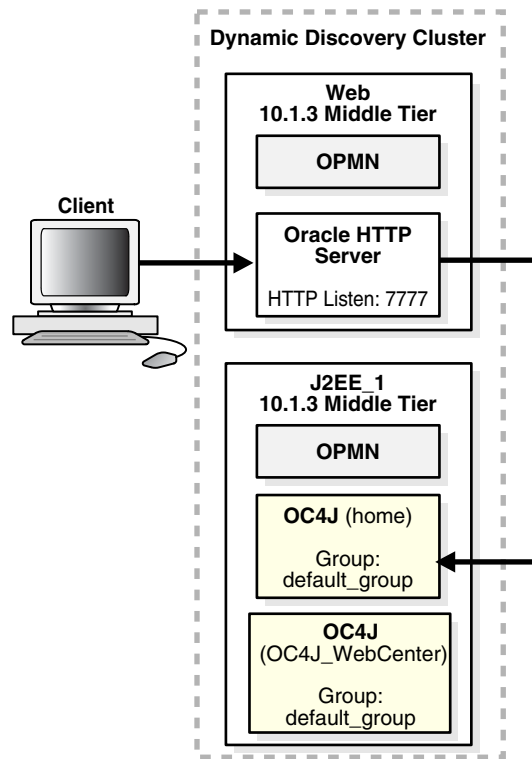 Dynamic Discovery Cluster
Web
10.1.3 Middle Tier
OPMN
Client
Oracle HTTP
Server
HTTP Listen: 7777
J2EE_1
10.1.3 Middle Tier
OPMN
OC4J (home)
Group:
default_group
OC4J
(OC4J_WebCenter)
Group:
default_group